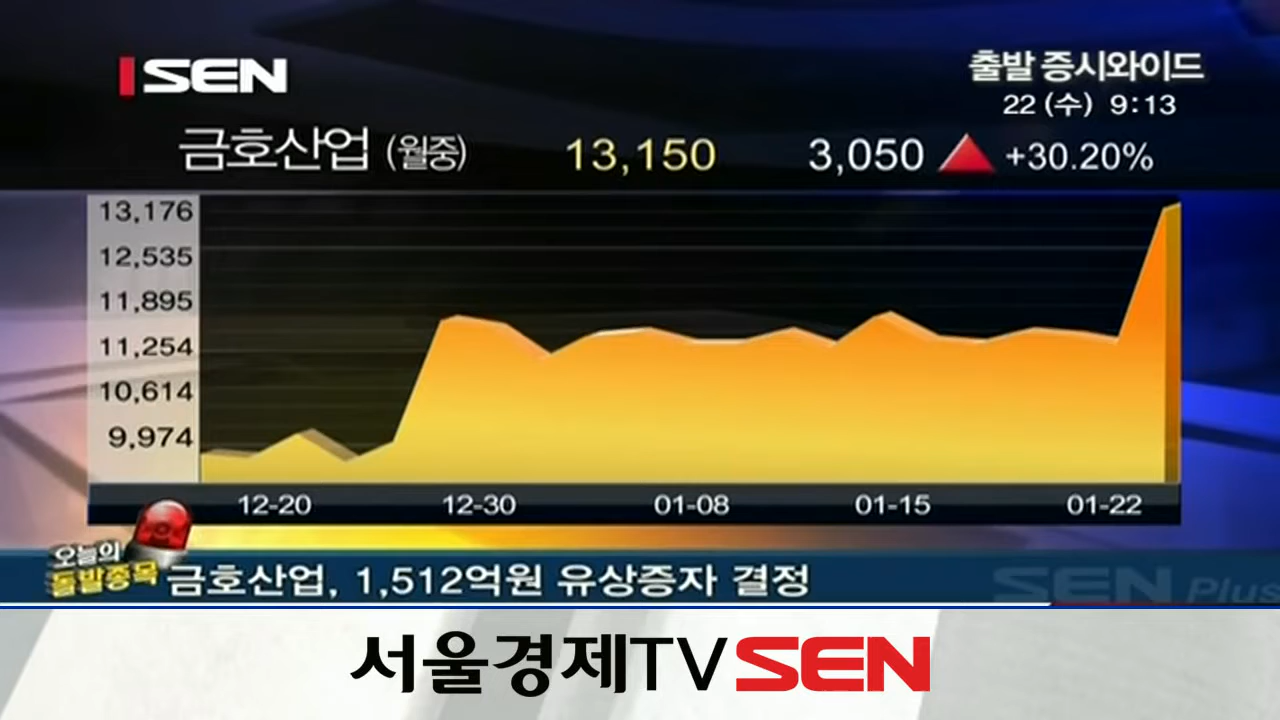 SEN
출발 증시와이드
22 (수) 9:13
금호산업 (월중) 13,150 3,050 ▲ +30.20%
13,176
12,535
11,895
11,254
10,614
9,974
12-20 12-30 01-08 01-15 01-22
오늘의
돌발종목
금호산업, 1,512억원 유상증자 결정
SEN Plus
서울경제TV SEN